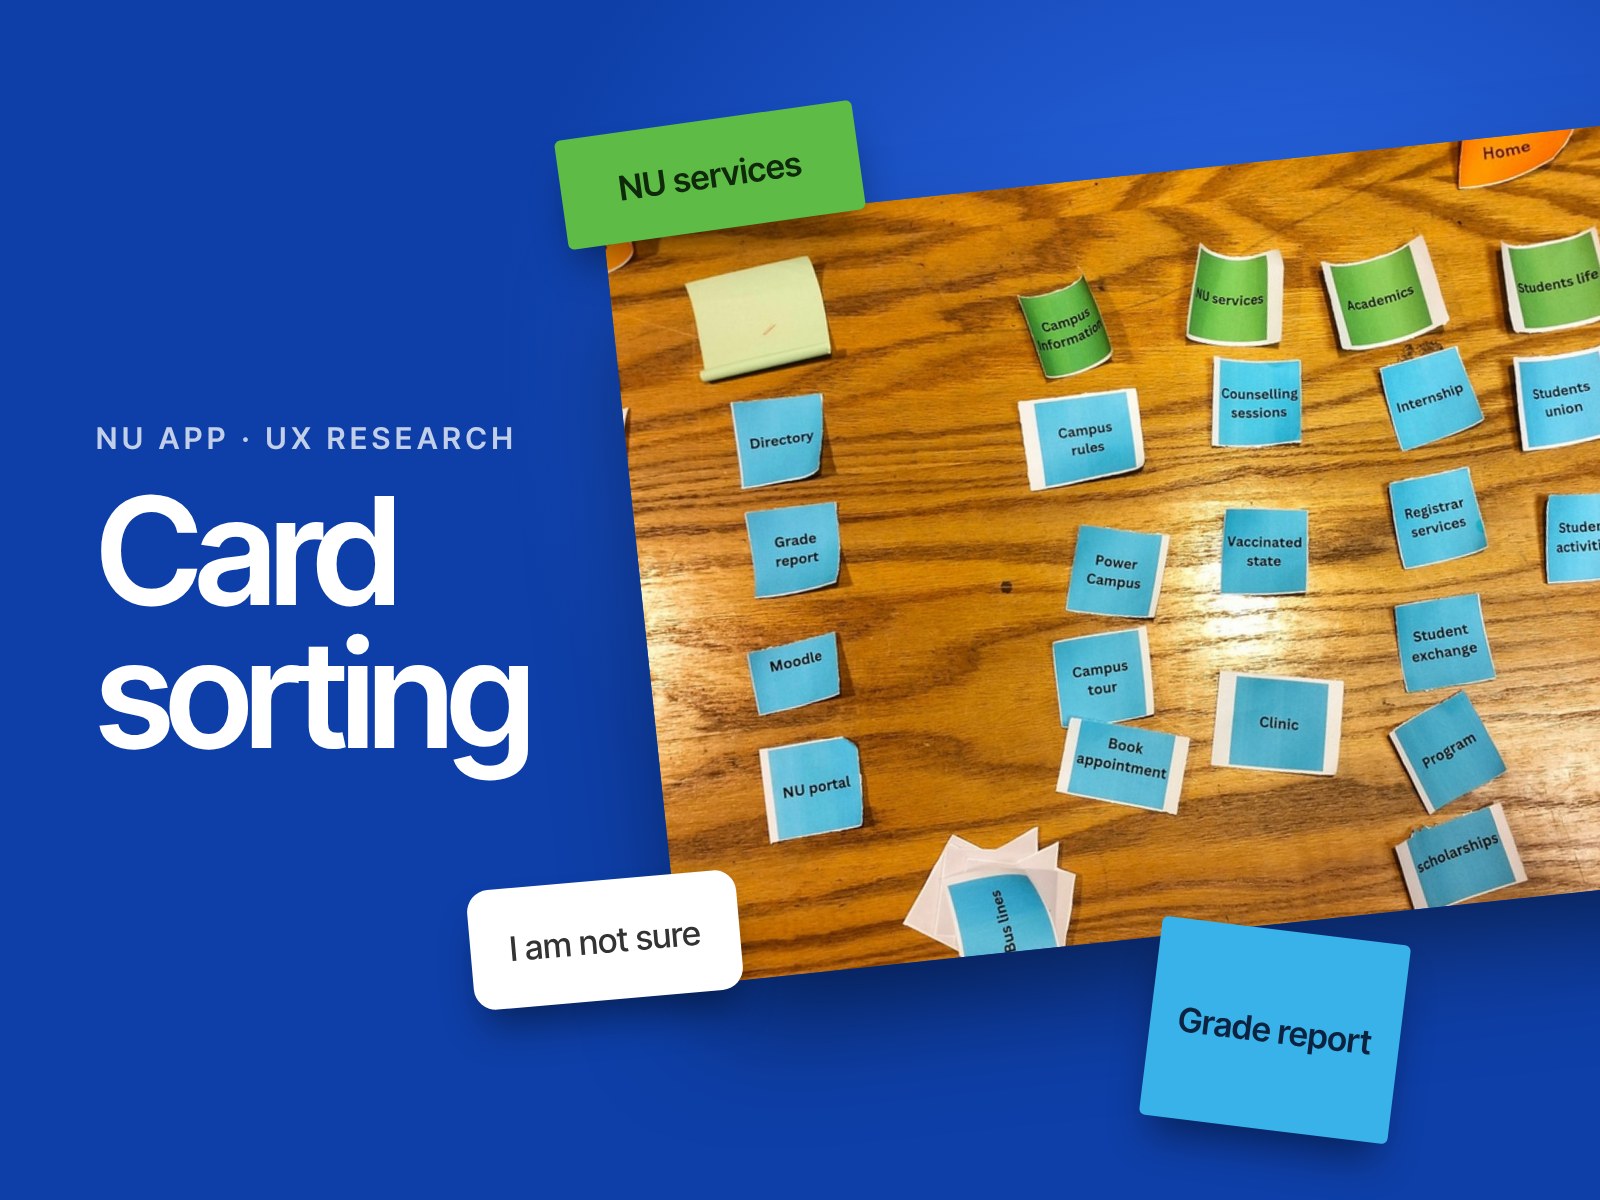 NU APP · UX RESEARCH
Card
sorting
NU services
I am not sure
Grade report
Home
Directory
Grade
report
Moodle
NU portal
Campus
Information
Campus
rules
Power
Campus
Campus
tour
Book
appointment
Bus lines
NU services
Counselling
sessions
Vaccinated
state
Clinic
Academics
Internship
Registrar
services
Student
exchange
Program
scholarships
Students life
Students
union